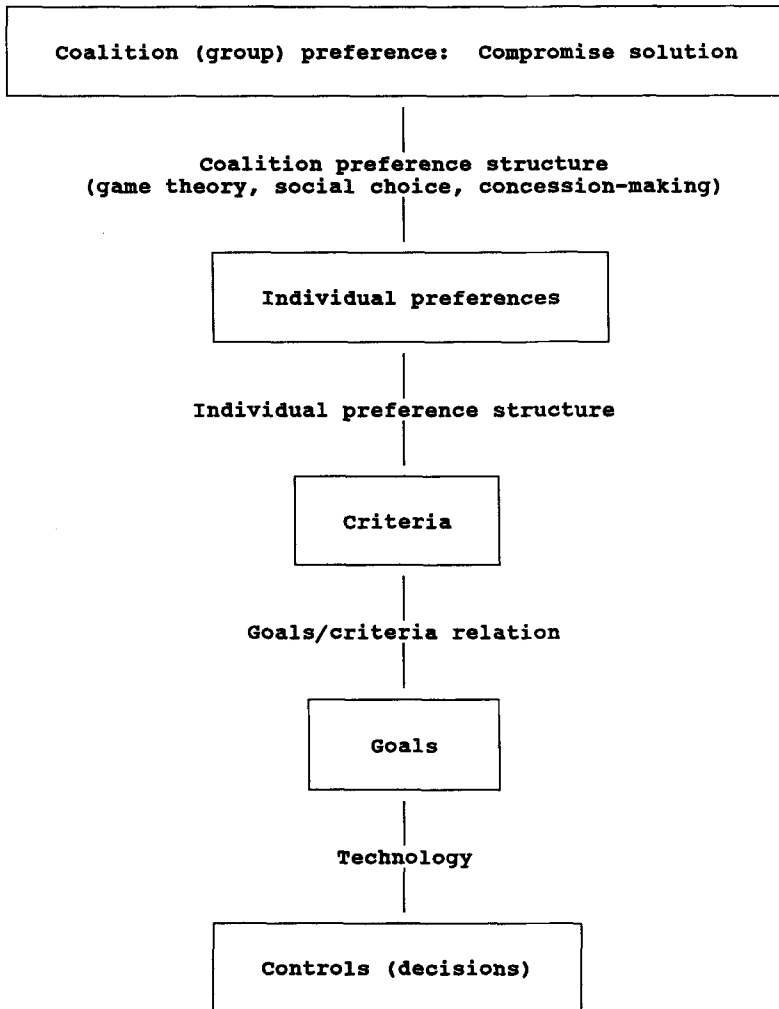 Coalition (group) preference: Compromise solution
Coalition preference structure
(game theory, social choice, concession-making)
Individual preferences
Individual preference structure
Criteria
Goals/criteria relation
Goals
Technology
Controls (decisions)